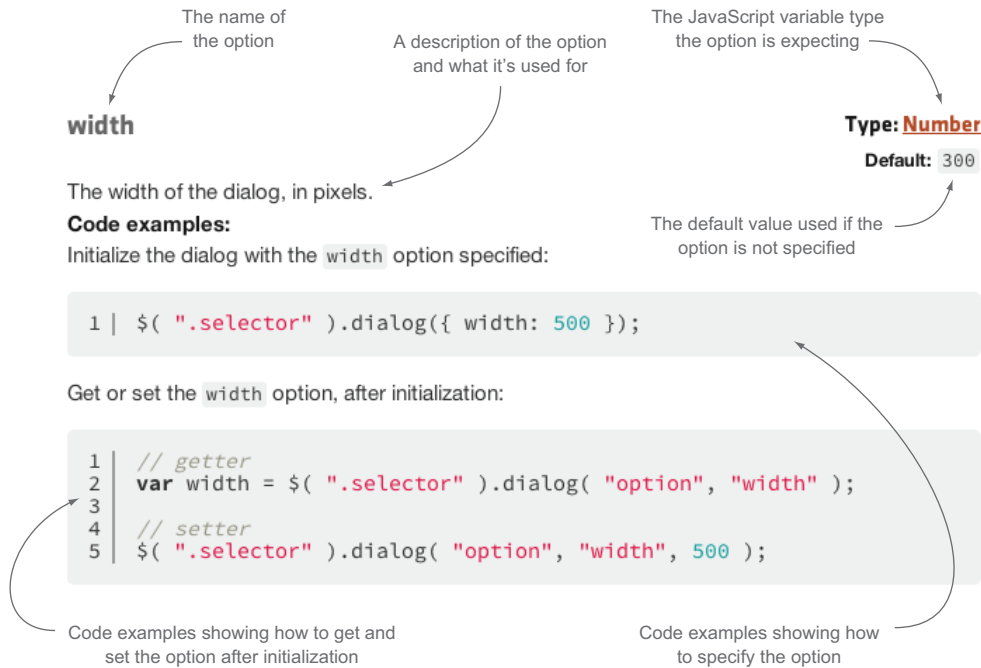 The name of
the option
A description of the option
and what it's used for
The JavaScript variable type
the option is expecting
width
Type: Number
Default: 300
The width of the dialog, in pixels.
The default value used if the
option is not specified
Code examples:
Initialize the dialog with the width option specified:
1 | $( ".selector" ).dialog({ width: 500 });
Get or set the width option, after initialization:
1 // getter
2 var width = $( ".selector" ).dialog( "option", "width" );
3
4 // setter
5 $( ".selector" ).dialog( "option", "width", 500 );
Code examples showing how to get and
set the option after initialization
Code examples showing how
to specify the option